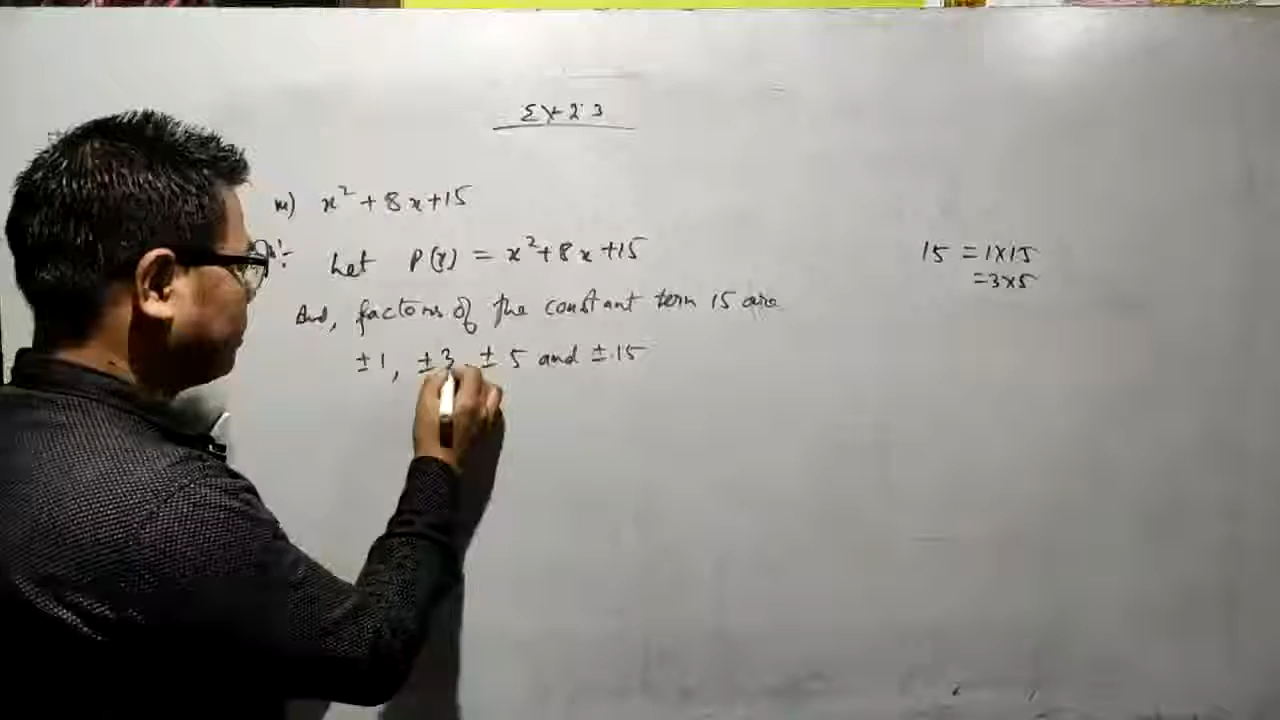 Ex 2.3
x² + 8x + 15
Let P(x) = x² + 8x + 15
And, factors of the constant term 15 are
±1, ±3, ±5 and ±15
15 = 1×15
= 3×5